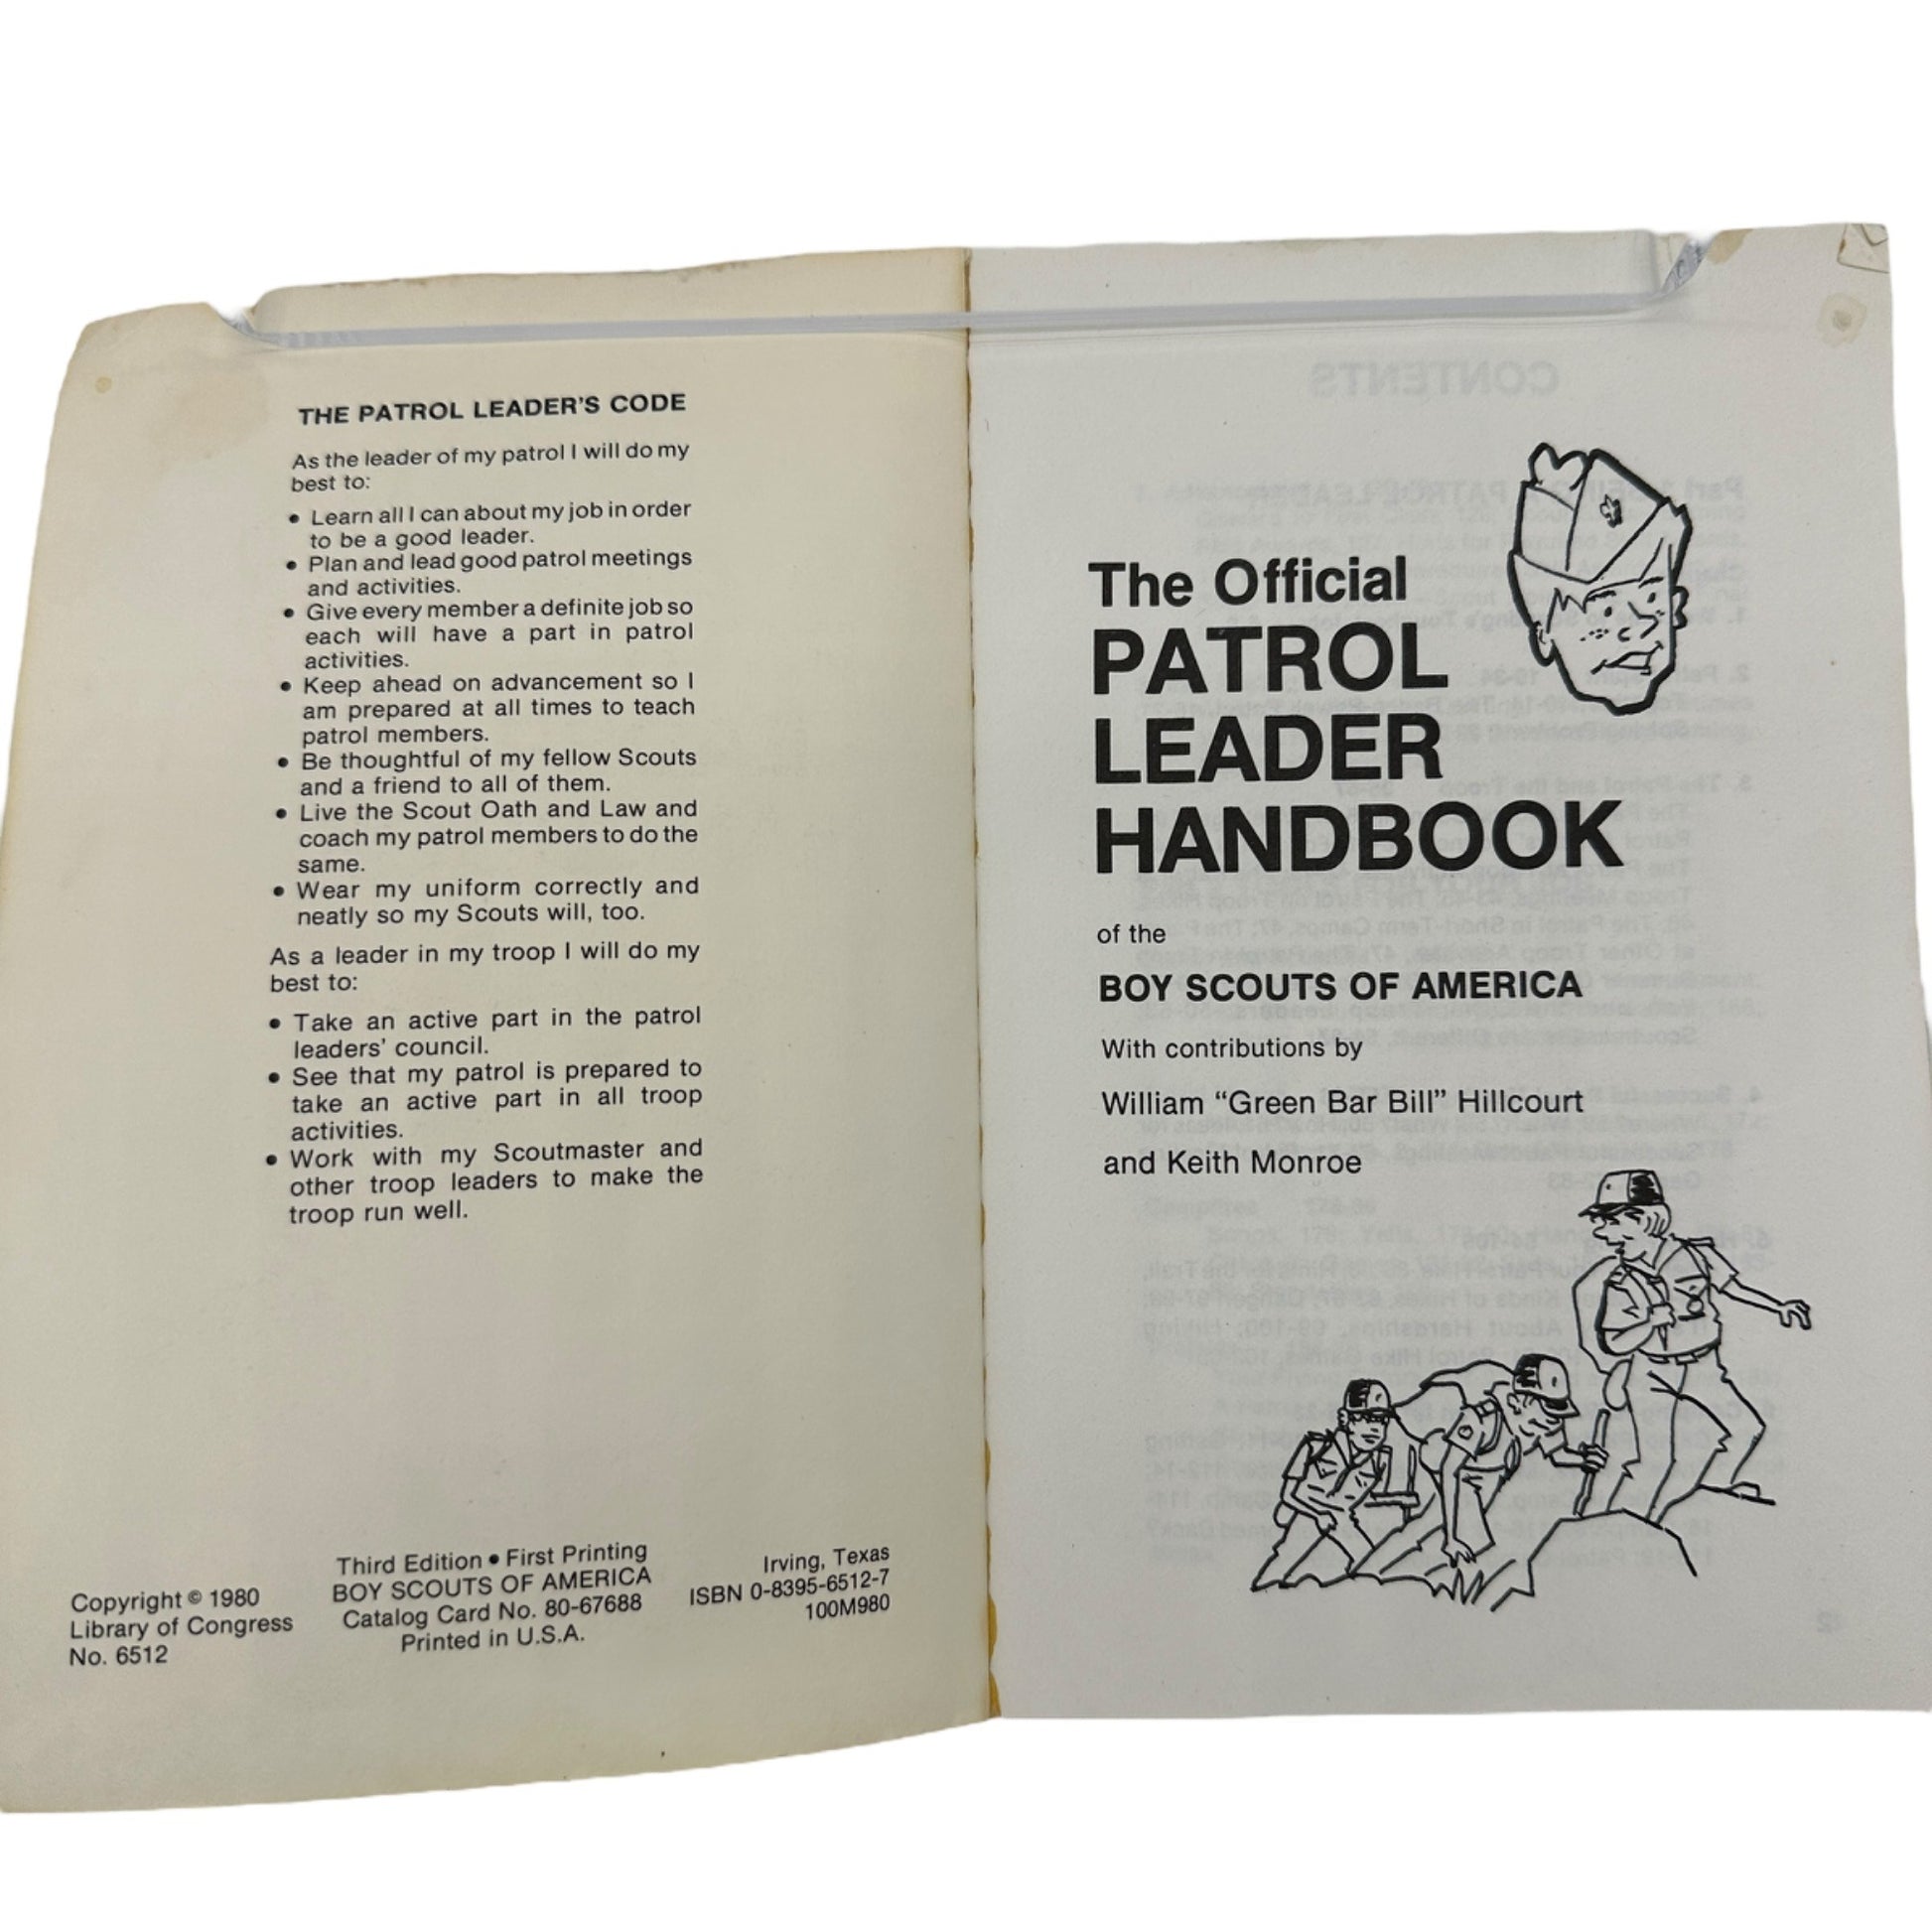 THE PATROL LEADER'S CODE
As the leader of my patrol I will do my
best to:
• Learn all I can about my job in order
to be a good leader.
• Plan and lead good patrol meetings
and activities.
• Give every member a definite job so
each will have a part in patrol
activities.
• Keep ahead on advancement so I
am prepared at all times to teach
patrol members.
• Be thoughtful of my fellow Scouts
and a friend to all of them.
• Live the Scout Oath and Law and
coach my patrol members to do the
same.
• Wear my uniform correctly and
neatly so my Scouts will, too.
As a leader in my troop I will do my
best to:
• Take an active part in the patrol
leaders' council.
• See that my patrol is prepared to
take an active part in all troop
activities.
• Work with my Scoutmaster and
other troop leaders to make the
troop run well.
Copyright © 1980
Library of Congress
No. 6512
Third Edition • First Printing
BOY SCOUTS OF AMERICA
Catalog Card No. 80-67688
Printed in U.S.A.
Irving, Texas
ISBN 0-8395-6512-7
100M980
The Official
PATROL
LEADER
HANDBOOK
of the
BOY SCOUTS OF AMERICA
With contributions by
William “Green Bar Bill” Hillcourt
and Keith Monroe